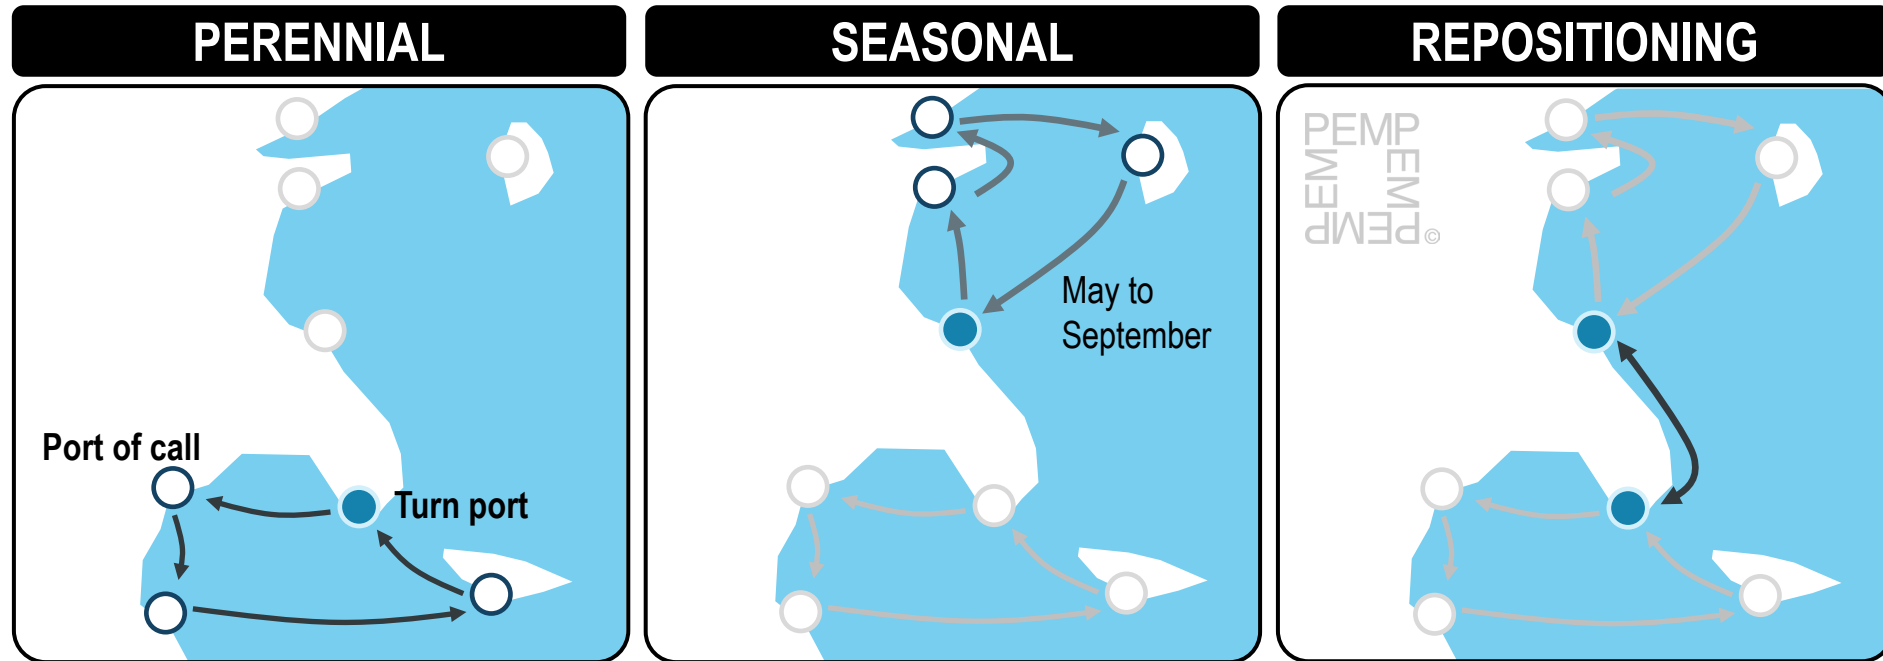 PERENNIAL
SEASONAL
REPOSITIONING
Port of call
Turn port
May to
September
PEMP
PEMP
PEMP
PEMP
©